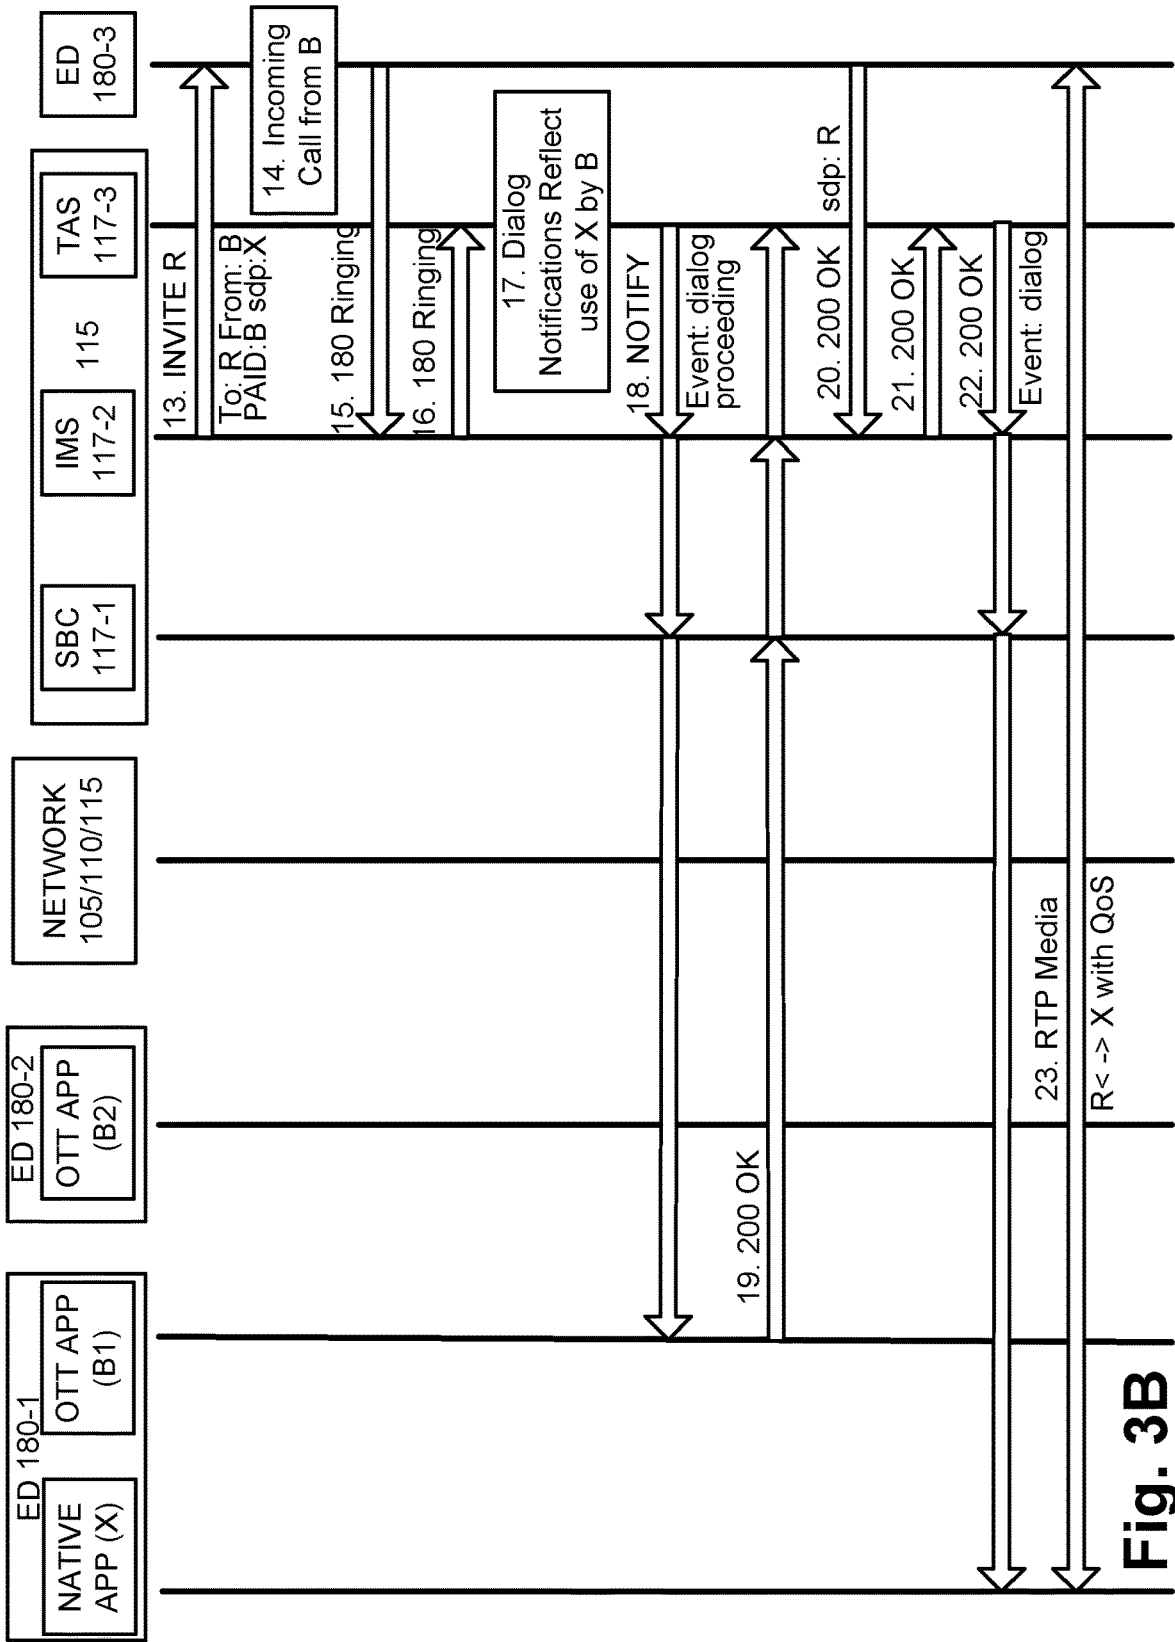 ED 180-1
NATIVE
APP (X)
OTT APP
(B1)
ED 180-2
OTT APP
(B2)
NETWORK
105/110/115
SBC
117-1
IMS
117-2
115
TAS
117-3
ED
180-3
13. INVITE R
To: R From: B
PAID:B sdp:X
14. Incoming
Call from B
15. 180 Ringing
16. 180 Ringing
17. Dialog
Notifications Reflect
use of X by B
18. NOTIFY
Event: dialog
proceeding
19. 200 OK
20. 200 OK
sdp: R
21. 200 OK
22. 200 OK
Event: dialog
23. RTP Media
R< -> X with QoS
Fig. 3B